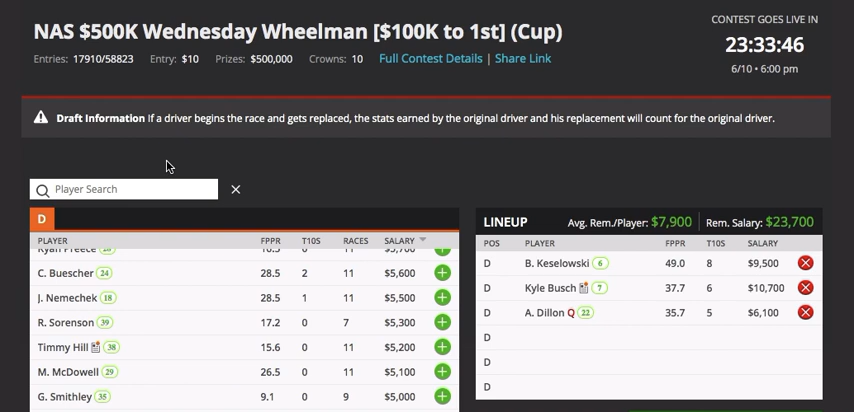 NAS $500K Wednesday Wheelman [$100K to 1st] (Cup)
Entries: 17910/58823 Entry: $10 Prizes: $500,000 Crowns: 10 Full Contest Details | Share Link
CONTEST GOES LIVE IN
23:33:46
6/10 • 6:00 pm
Draft Information If a driver begins the race and gets replaced, the stats earned by the original driver and his replacement will count for the original driver.
Player Search
D
PLAYER FPPR T10S RACES SALARY
Ryan Preece
C. Buescher 24 28.5 2 11 $5,600
J. Nemechek 18 28.5 1 11 $5,500
R. Sorenson 39 17.2 0 7 $5,300
Timmy Hill 38 15.6 0 11 $5,200
M. McDowell 29 26.5 0 11 $5,100
G. Smithley 35 9.1 0 9 $5,000
LINEUP Avg. Rem./Player: $7,900 Rem. Salary: $23,700
POS PLAYER FPPR T10S SALARY
D B. Keselowski 6 49.0 8 $9,500
D Kyle Busch 7 37.7 6 $10,700
D A. Dillon Q 22 35.7 5 $6,100
D
D
D